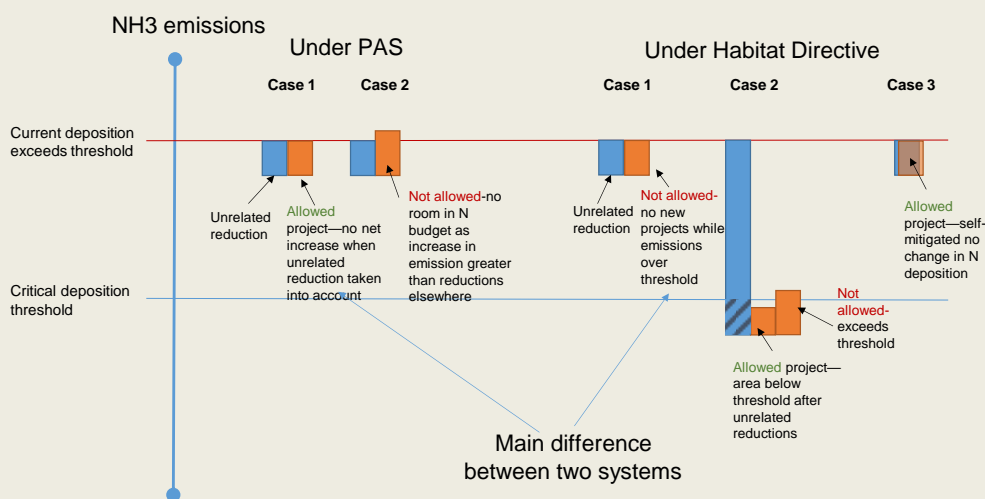 NH3 emissions
Under PAS
Under Habitat Directive
Case 1
Case 2
Case 1
Case 2
Case 3
Current deposition
exceeds threshold
Unrelated
reduction
Allowed
project—no net
increase when
unrelated
reduction taken
into account
Not allowed-no
room in N
budget as
increase in
emission greater
than reductions
elsewhere
Unrelated
reduction
Not allowed-
no new
projects while
emissions
over
threshold
Allowed
project—self-
mitigated no
change in N
deposition
Critical deposition
threshold
Not
allowed-
exceeds
threshold
Allowed project—
area below
threshold after
unrelated
reductions
Main difference
between two systems